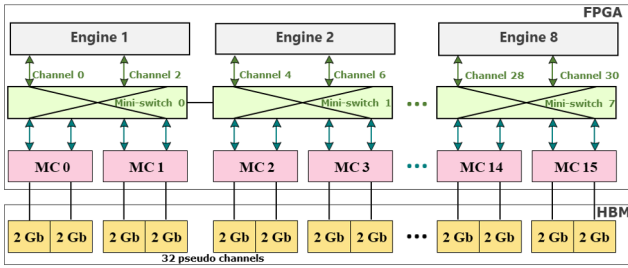 FPGA
Engine 1 Engine 2 Engine 8
Channel 0 Channel 2 Channel 4 Channel 6 Channel 28 Channel 30
Mini-switch 0 Mini-switch 1 ••• Mini-switch 7
MC 0 MC 1 MC 2 MC 3 ••• MC 14 MC 15
HBM
2 Gb 2 Gb 2 Gb 2 Gb 2 Gb 2 Gb 2 Gb 2 Gb ••• 2 Gb 2 Gb 2 Gb 2 Gb
32 pseudo channels